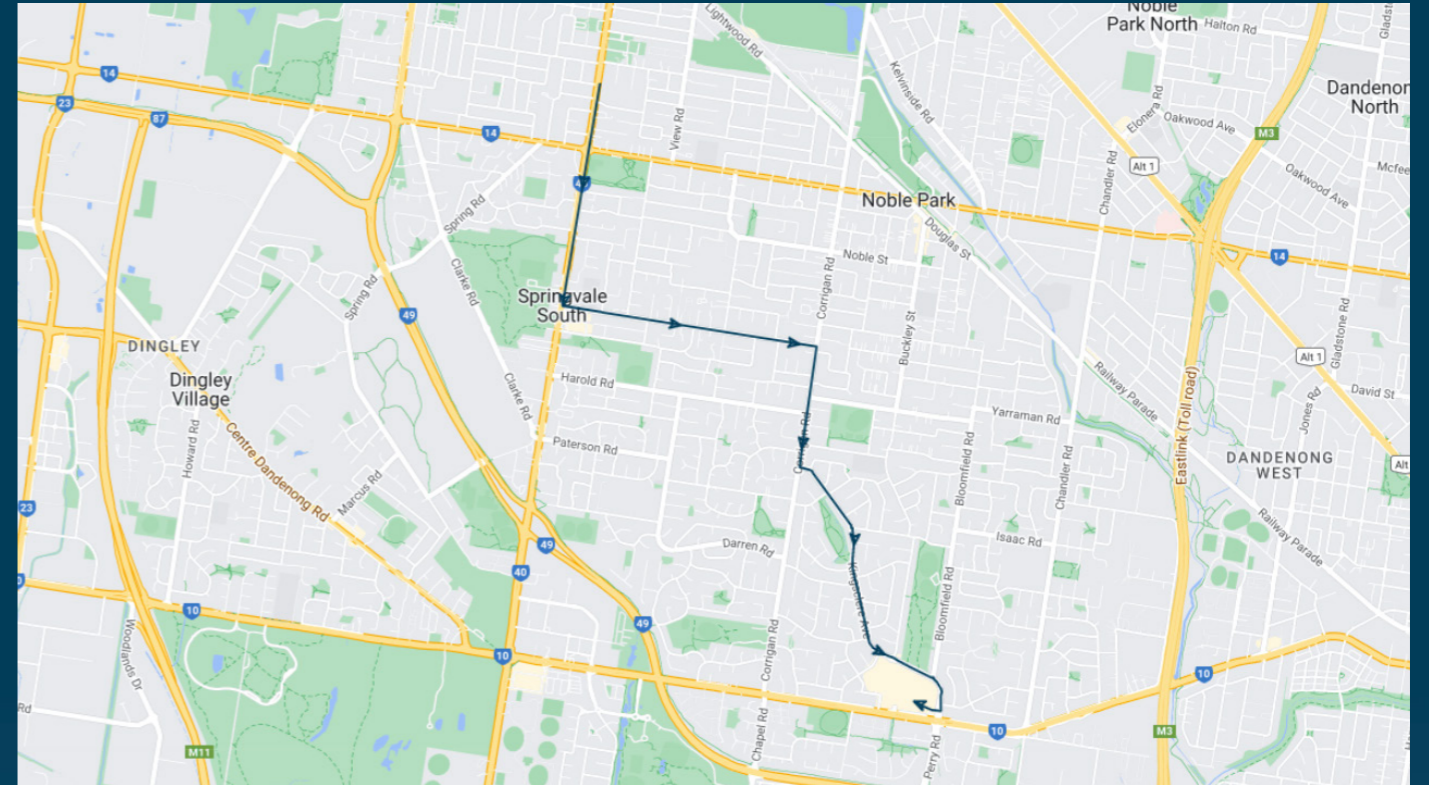 Noble
Park North
Halton Rd
Gladst
Lightwood Rd
14
23
87
14
View Rd
Kelvinside Rd
Elonera Rd
Oakwood Ave
M3
Dandenon
North
Alt 1
Chandler Rd
Oakwood Ave
Mcfee
Noble Park
Spring Rd
Douglas St
Noble St
14
Clarke Rd
Corrigan Rd
Spring Rd
Springvale
South
49
Buckley St
Gladstone Rd
DINGLEY
Dingley
Village
Alt 1
Railway Parade
Harold Rd
Clarke Rd
David St
Eastlink (Toll road)
Jones Rd
Yarraman Rd
Howard Rd
Paterson Rd
Centre Dandenong Rd
Marcus Rd
Bloomfield Rd
Chandler Rd
DANDENONG
WEST
Alt
23
Railway Parade
49
Darren Rd
Isaac Rd
40
Kingsclere Ave
Bloomfield Rd
10
49
Corrigan Rd
Woodlands Dr
10
10
Rd
Chapel Rd
Perry Rd
10
M3
M11